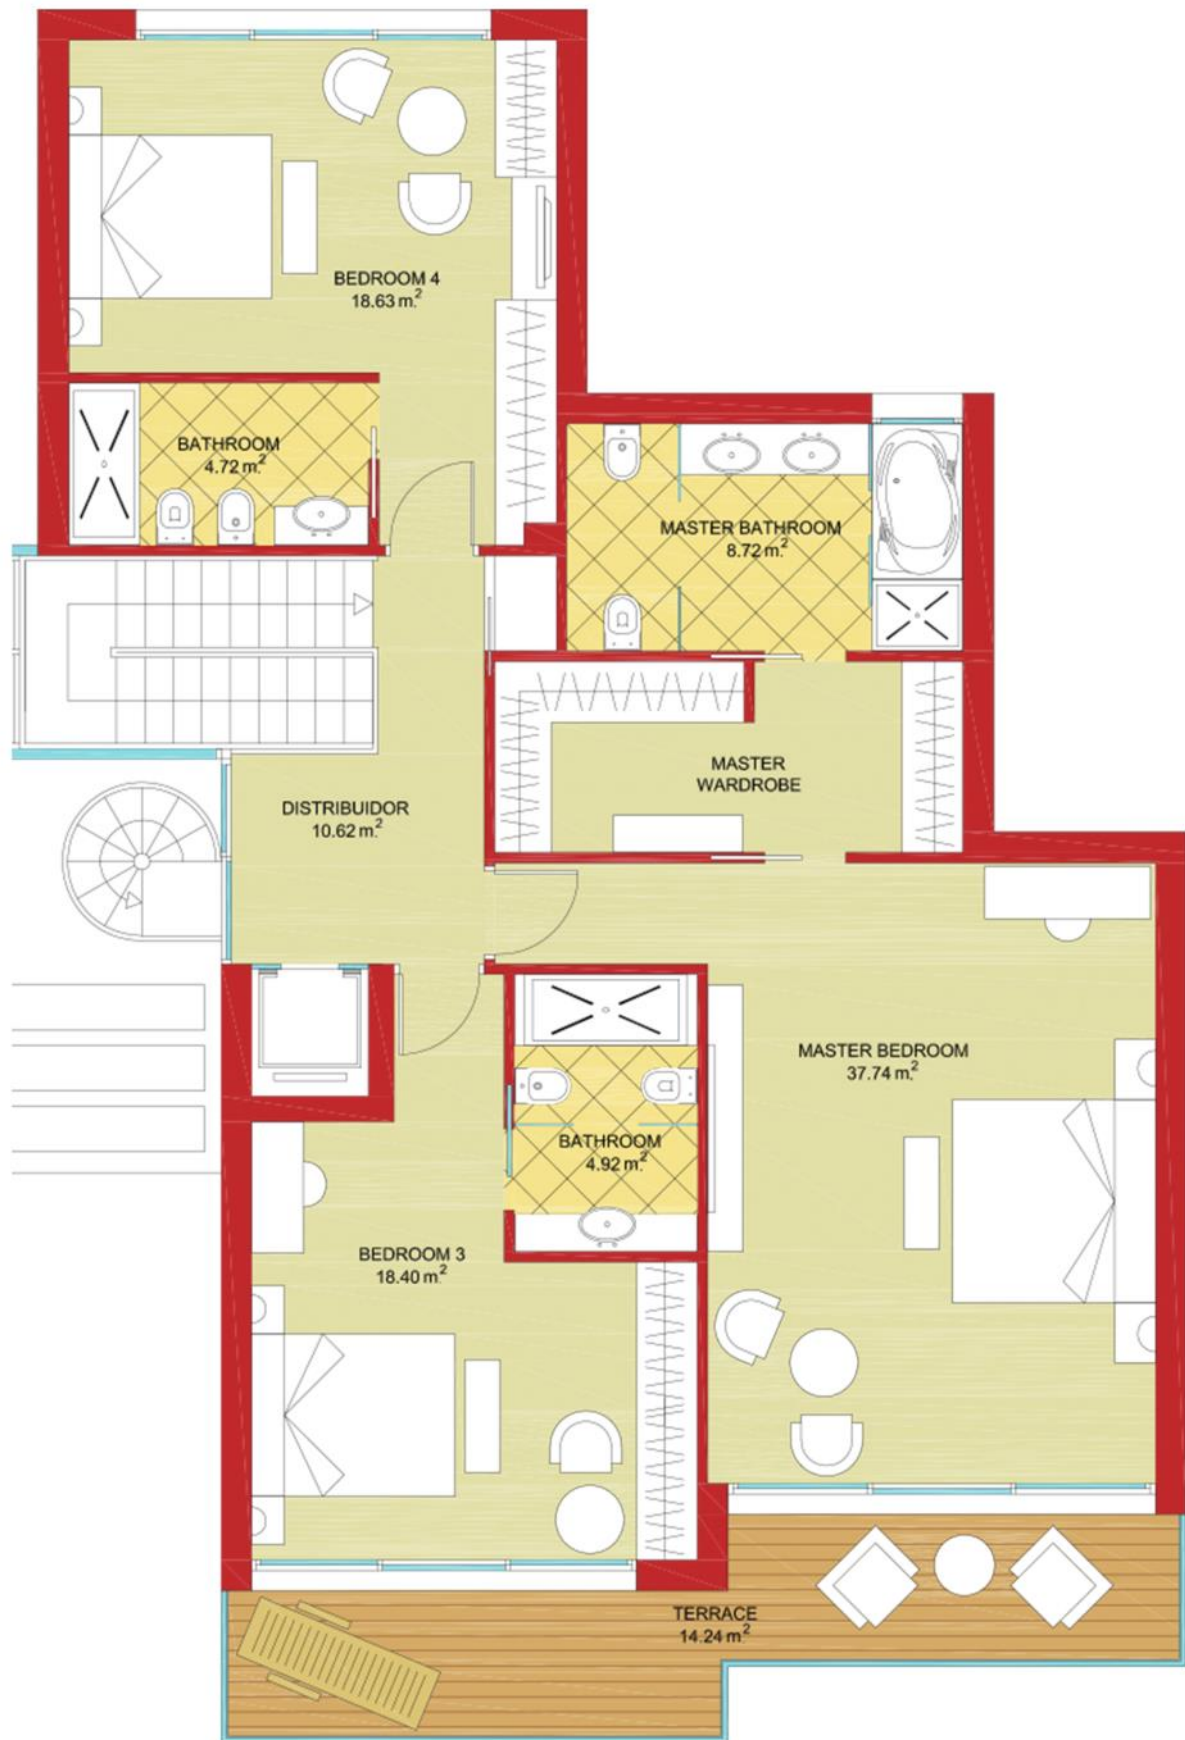 BEDROOM 4
18.63 m.²
BATHROOM
4.72 m.²
MASTER BATHROOM
8.72 m.²
MASTER
WARDROBE
DISTRIBUIDOR
10.62 m.²
MASTER BEDROOM
37.74 m.²
BATHROOM
4.92 m.²
BEDROOM 3
18.40 m.²
TERRACE
14.24 m.²